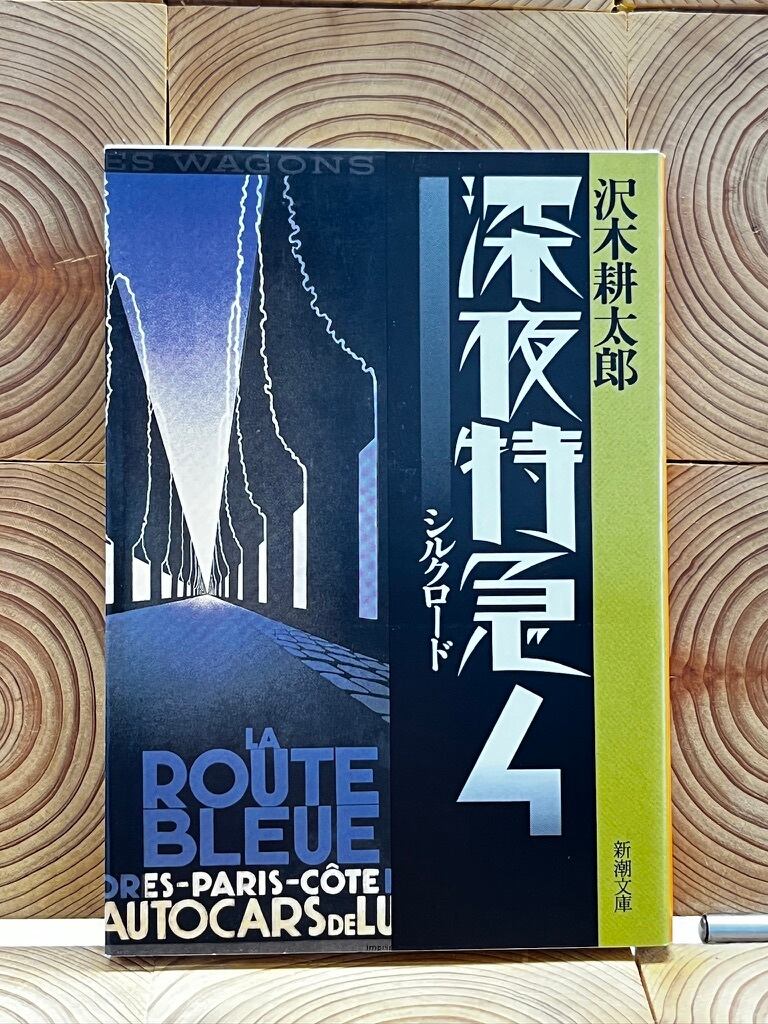 沢木耕太郎
深夜特急4
シルクロード
新潮文庫
ES WAGONS
LA
ROUTE
BLEUE
ORES-PARIS-CÔTE
AUTOCARS DE LU